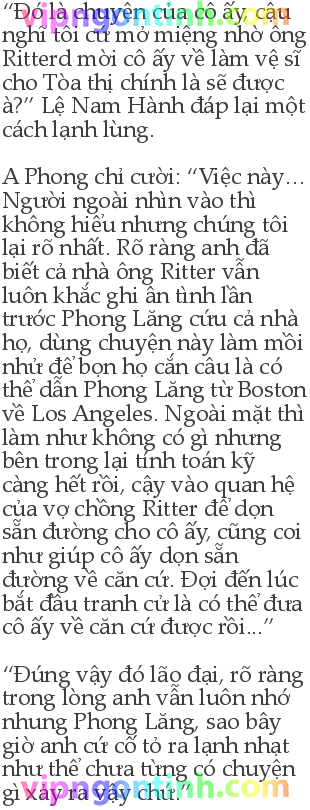 vipngontinh.com
“Đó là chuyện của cô ấy, cậu
nghĩ tôi cứ mở miệng nhờ ông
Ritterd mời cô ấy về làm vệ sĩ
cho Tòa thị chính là sẽ được
à?” Lệ Nam Hành đáp lại một
cách lạnh lùng.
A Phong chỉ cười: “Việc này…
Người ngoài nhìn vào thì
không hiểu nhưng chúng tôi
lại rõ nhất. Rõ ràng anh đã
biết cả nhà ông Ritter vẫn
luôn khắc ghi ân tình lần
trước Phong Lăng cứu cả nhà
họ, dùng chuyện này làm mồi
nhử để bọn họ cắn câu là có
thể dẫn Phong Lăng từ Boston
về Los Angeles. Ngoài mặt thì
làm như không có gì nhưng
bên trong lại tính toán kỹ
càng hết rồi, cậy vào quan hệ
của vợ chồng Ritter để dọn
sẵn đường cho cô ấy, cũng coi
như giúp cô ấy dọn sẵn
đường về căn cứ. Đợi đến lúc
bắt đầu tranh cử là có thể đưa
cô ấy về căn cứ được rồi...”
“Đúng vậy đó lão đại, rõ ràng
trong lòng anh vẫn luôn nhớ
nhung Phong Lăng, sao bây
giờ anh cứ cố tỏ ra lạnh nhạt
như thể chưa từng có chuyện
gì xảy ra vậy chứ!”
vipngontinh.com